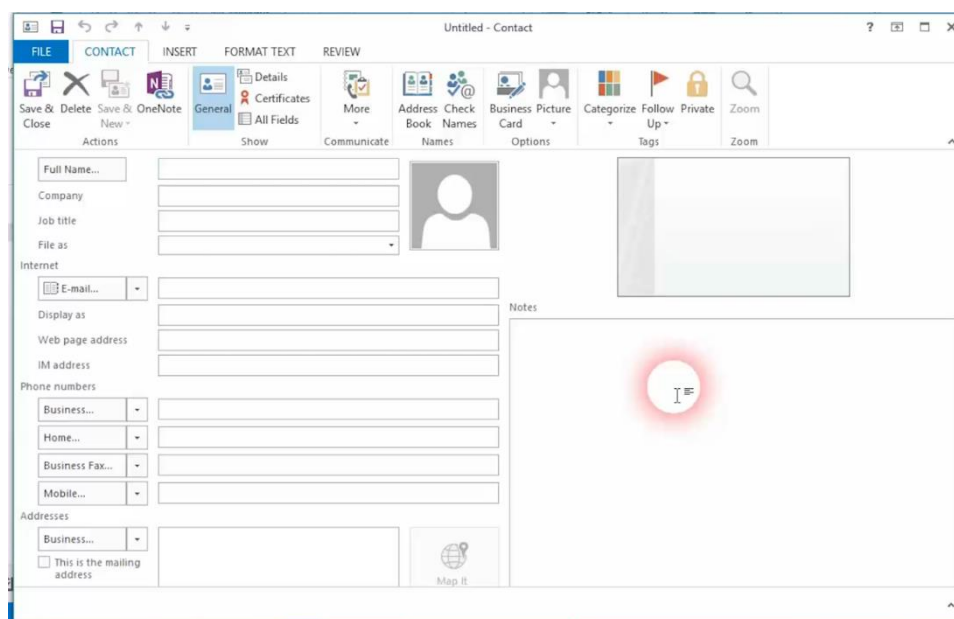 Untitled - Contact
FILE CONTACT INSERT FORMAT TEXT REVIEW
Save & Close Delete Save & New OneNote General Details Certificates All Fields More Address Book Check Names Business Card Picture Categorize Follow Up Private Zoom
Actions Show Communicate Names Options Tags Zoom
Full Name...
Company
Job title
File as
Internet
E-mail...
Display as
Notes
Web page address
IM address
Phone numbers
Business...
Home...
Business Fax...
Mobile...
Addresses
Business...
This is the mailing
address
Map It